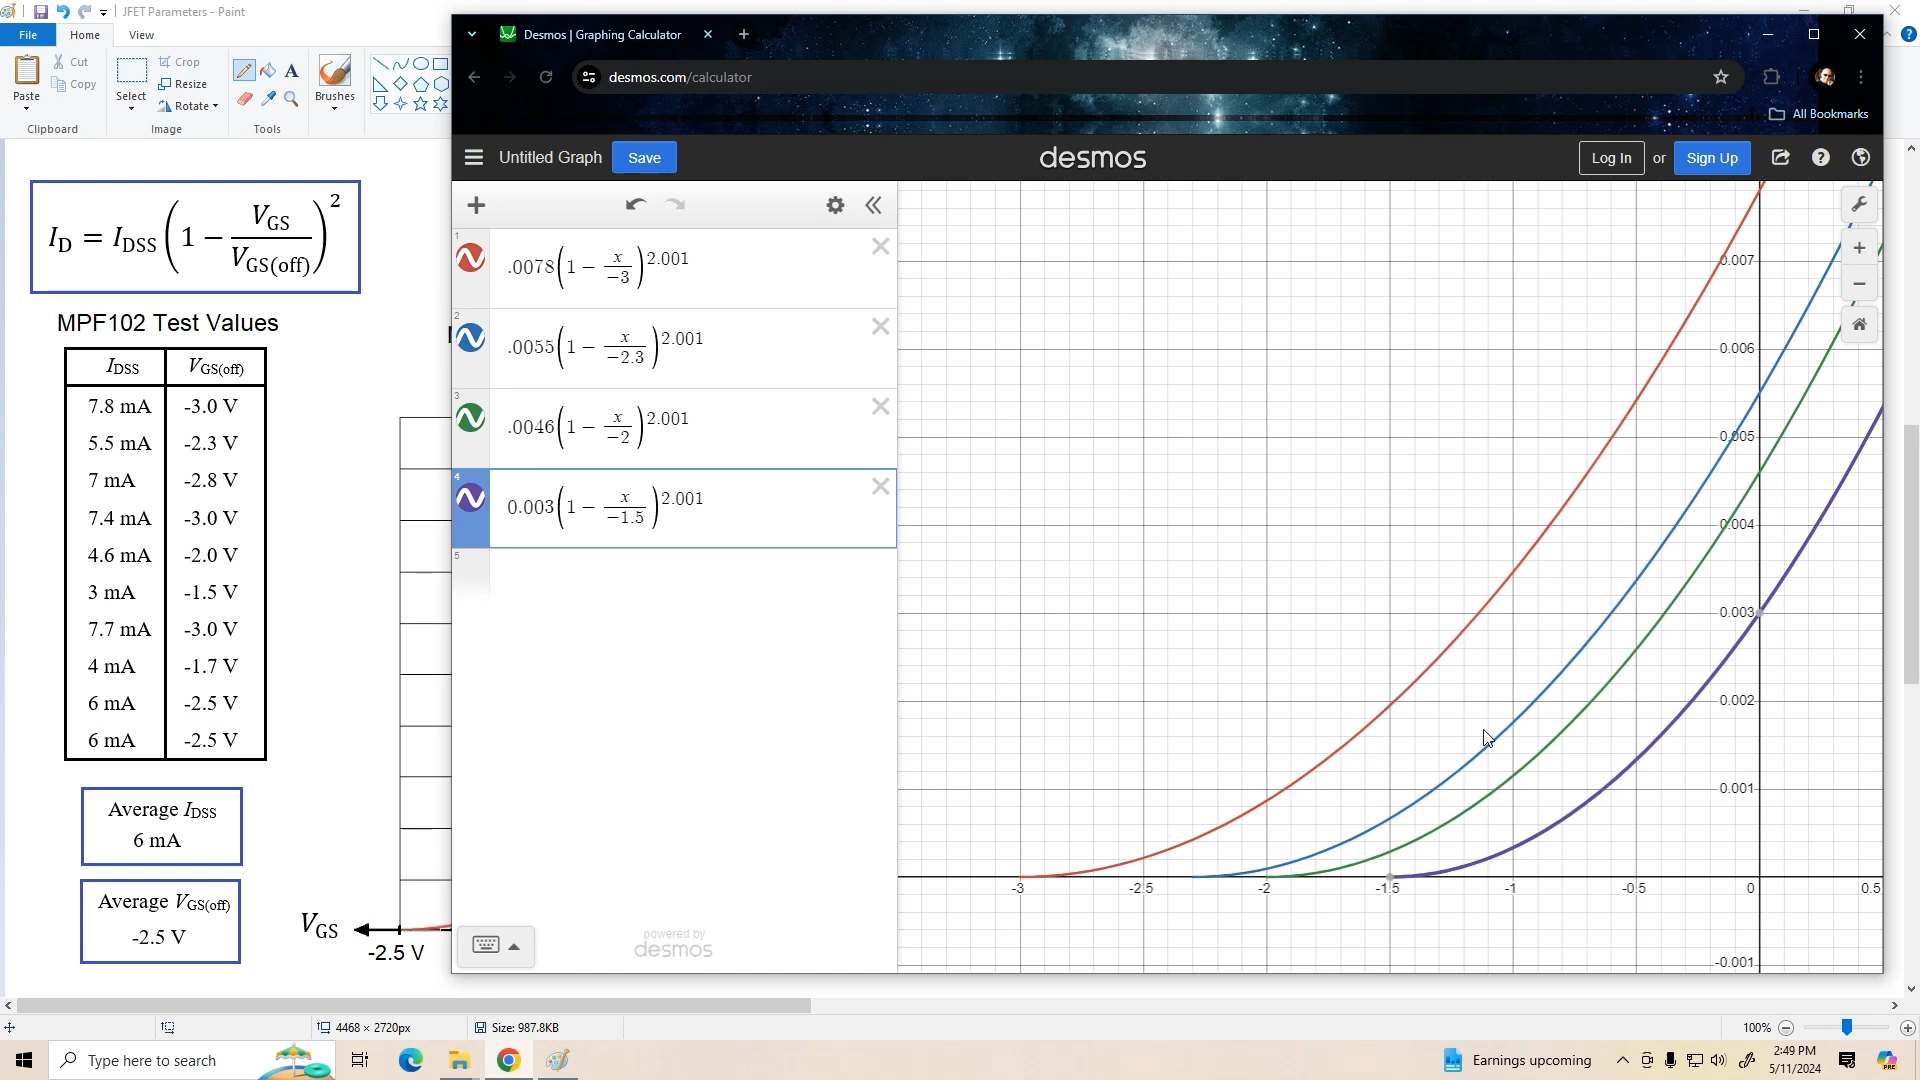 JFET Parameters - Paint
File
Home
View
Paste
Cut
Copy
Clipboard
Select
Crop
Resize
Rotate
Image
A
Tools
Brushes
I_D = I_DSS (1 − V_GS / V_GS(off))^2
MPF102 Test Values
I_DSS V_GS(off)
7.8 mA -3.0 V
5.5 mA -2.3 V
7 mA -2.8 V
7.4 mA -3.0 V
4.6 mA -2.0 V
3 mA -1.5 V
7.7 mA -3.0 V
4 mA -1.7 V
6 mA -2.5 V
6 mA -2.5 V
Average I_DSS
6 mA
Average V_GS(off)
-2.5 V
V_GS
-2.5 V
Desmos | Graphing Calculator
desmos.com/calculator
All Bookmarks
Untitled Graph
Save
desmos
Log In
or
Sign Up
1
.0078(1 − x/−3)^2.001
2
.0055(1 − x/−2.3)^2.001
3
.0046(1 − x/−2)^2.001
4
0.003(1 − x/−1.5)^2.001
5
powered by
desmos
0.007
0.006
0.005
0.004
0.003
0.002
0.001
-3 -2.5 -2 -1.5 -1 -0.5 0 0.5
-0.001
4468 × 2720px
Size: 987.8KB
100%
Type here to search
Earnings upcoming
2:49 PM
5/11/2024
PRE